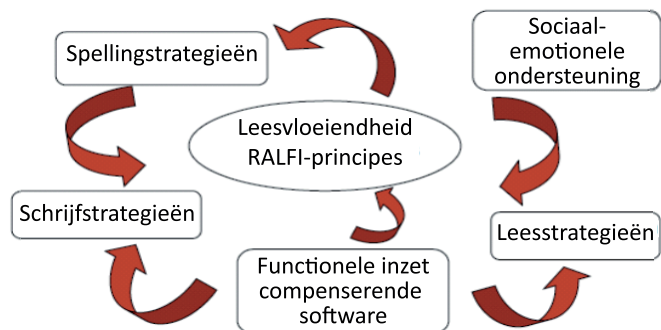 Spellingstrategieën
Sociaal-
emotionele
ondersteuning
Leesvloeiendheid
RALFI-principes
Schrijfstrategieën
Leesstrategieën
Functionele inzet
compenserende
software